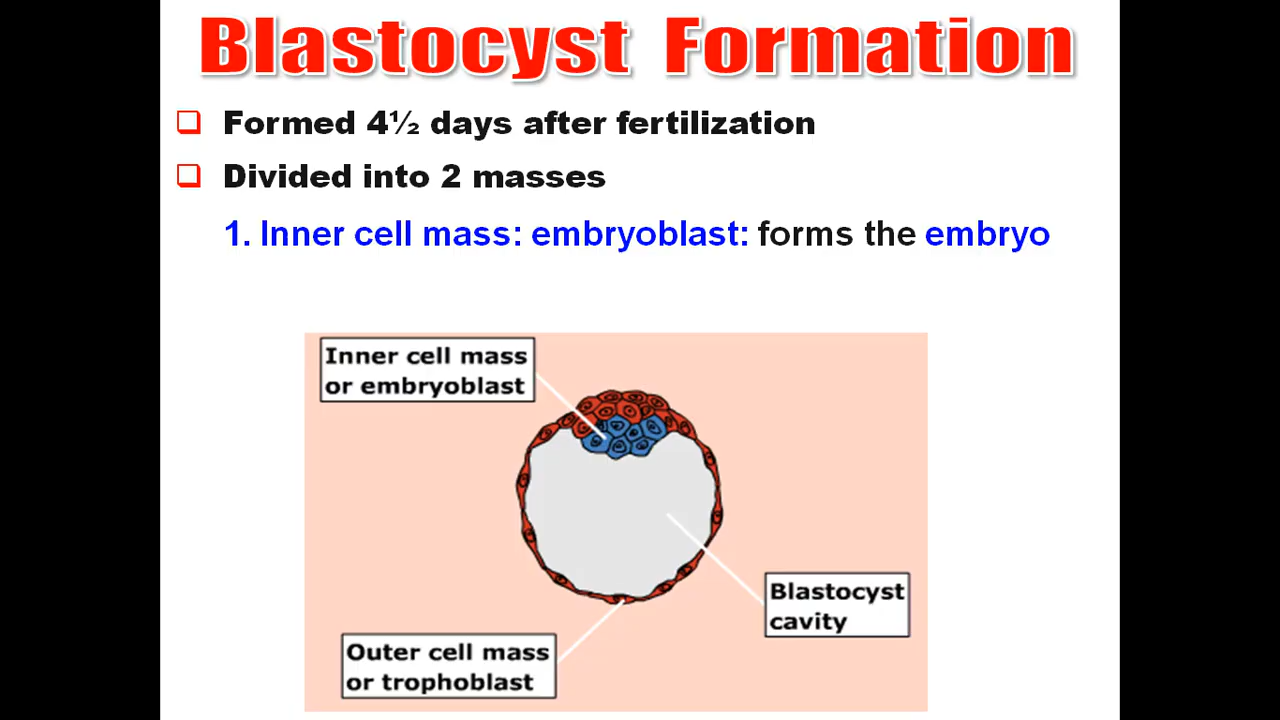 Blastocyst Formation
❑ Formed 4½ days after fertilization
❑ Divided into 2 masses
1. Inner cell mass: embryoblast: forms the embryo
Inner cell mass
or embryoblast
Blastocyst
cavity
Outer cell mass
or trophoblast